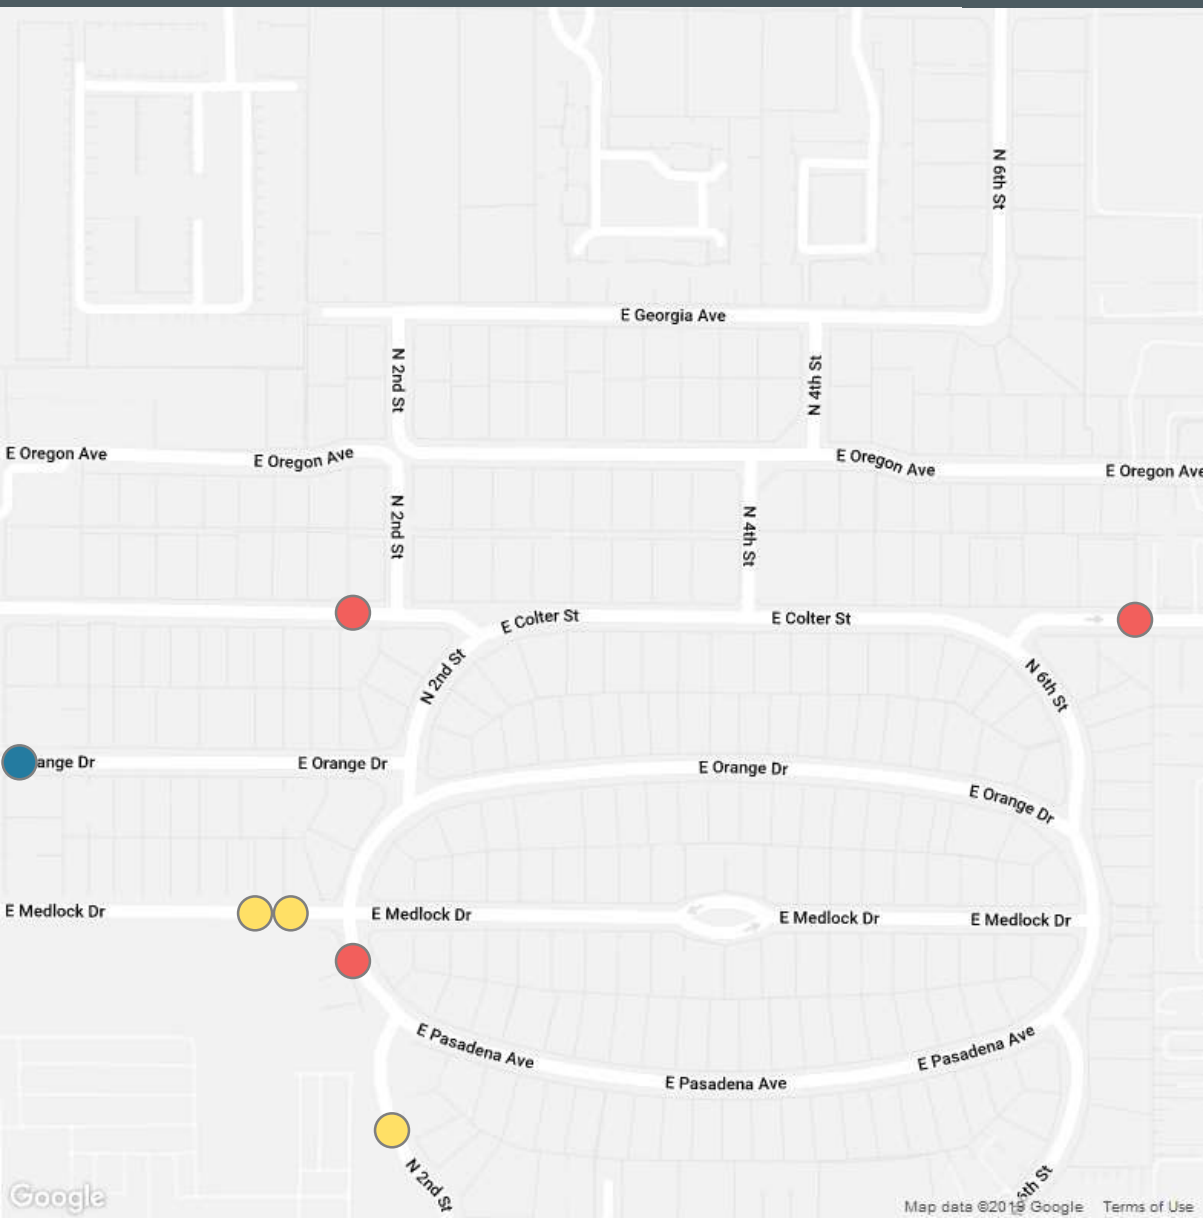 N 6th St
E Georgia Ave
N 2nd St
N 4th St
E Oregon Ave
E Oregon Ave
E Oregon Ave
E Oregon Ave
N 2nd St
N 4th St
E Colter St
E Colter St
N 2nd St
N 6th St
ange Dr
E Orange Dr
E Orange Dr
E Orange Dr
E Medlock Dr
E Medlock Dr
E Medlock Dr
E Medlock Dr
E Pasadena Ave
E Pasadena Ave
E Pasadena Ave
N 2nd St
6th St
Google
Map data ©2019 Google Terms of Use